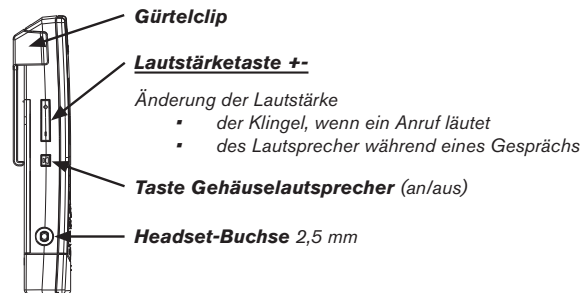 Gürtelclip
Lautstärketaste +-
Änderung der Lautstärke
▪ der Klingel, wenn ein Anruf läutet
▪ des Lautsprecher während eines Gesprächs
Taste Gehäuselautsprecher (an/aus)
Headset-Buchse 2,5 mm